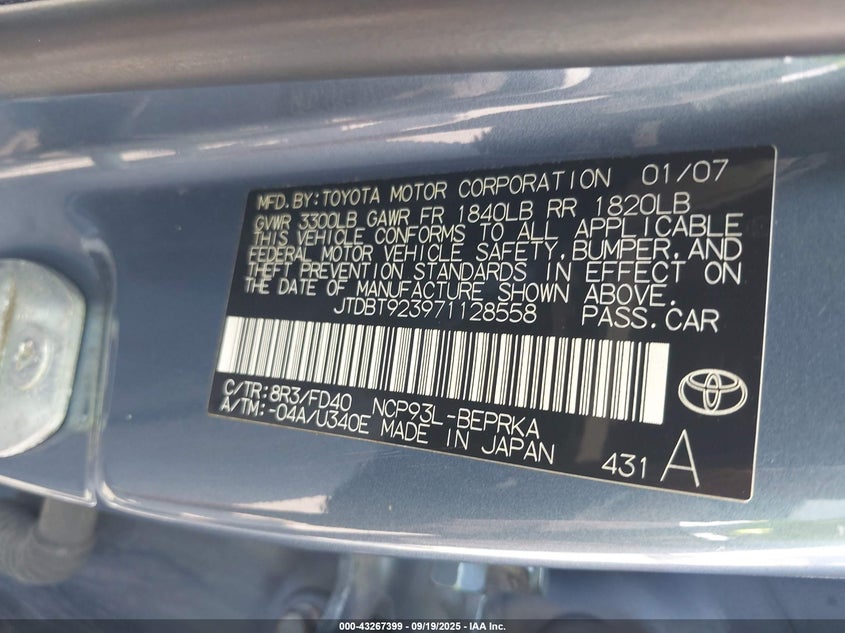 MFD.BY:TOYOTA MOTOR CORPORATION 01/07
GVWR 3300LB GAWR FR 1840LB RR 1820LB
THIS VEHICLE CONFORMS TO ALL APPLICABLE
FEDERAL MOTOR VEHICLE SAFETY,BUMPER,AND
THEFT PREVENTION STANDARDS IN EFFECT ON
THE DATE OF MANUFACTURE SHOWN ABOVE.
JTDBT923971128558 PASS.CAR
C/TR:8R3/FD40 NCP93L-BEPRKA
A/TM:-04A/U340E MADE IN JAPAN
431 A
000-43267399 - 09/19/2025 - IAA Inc.